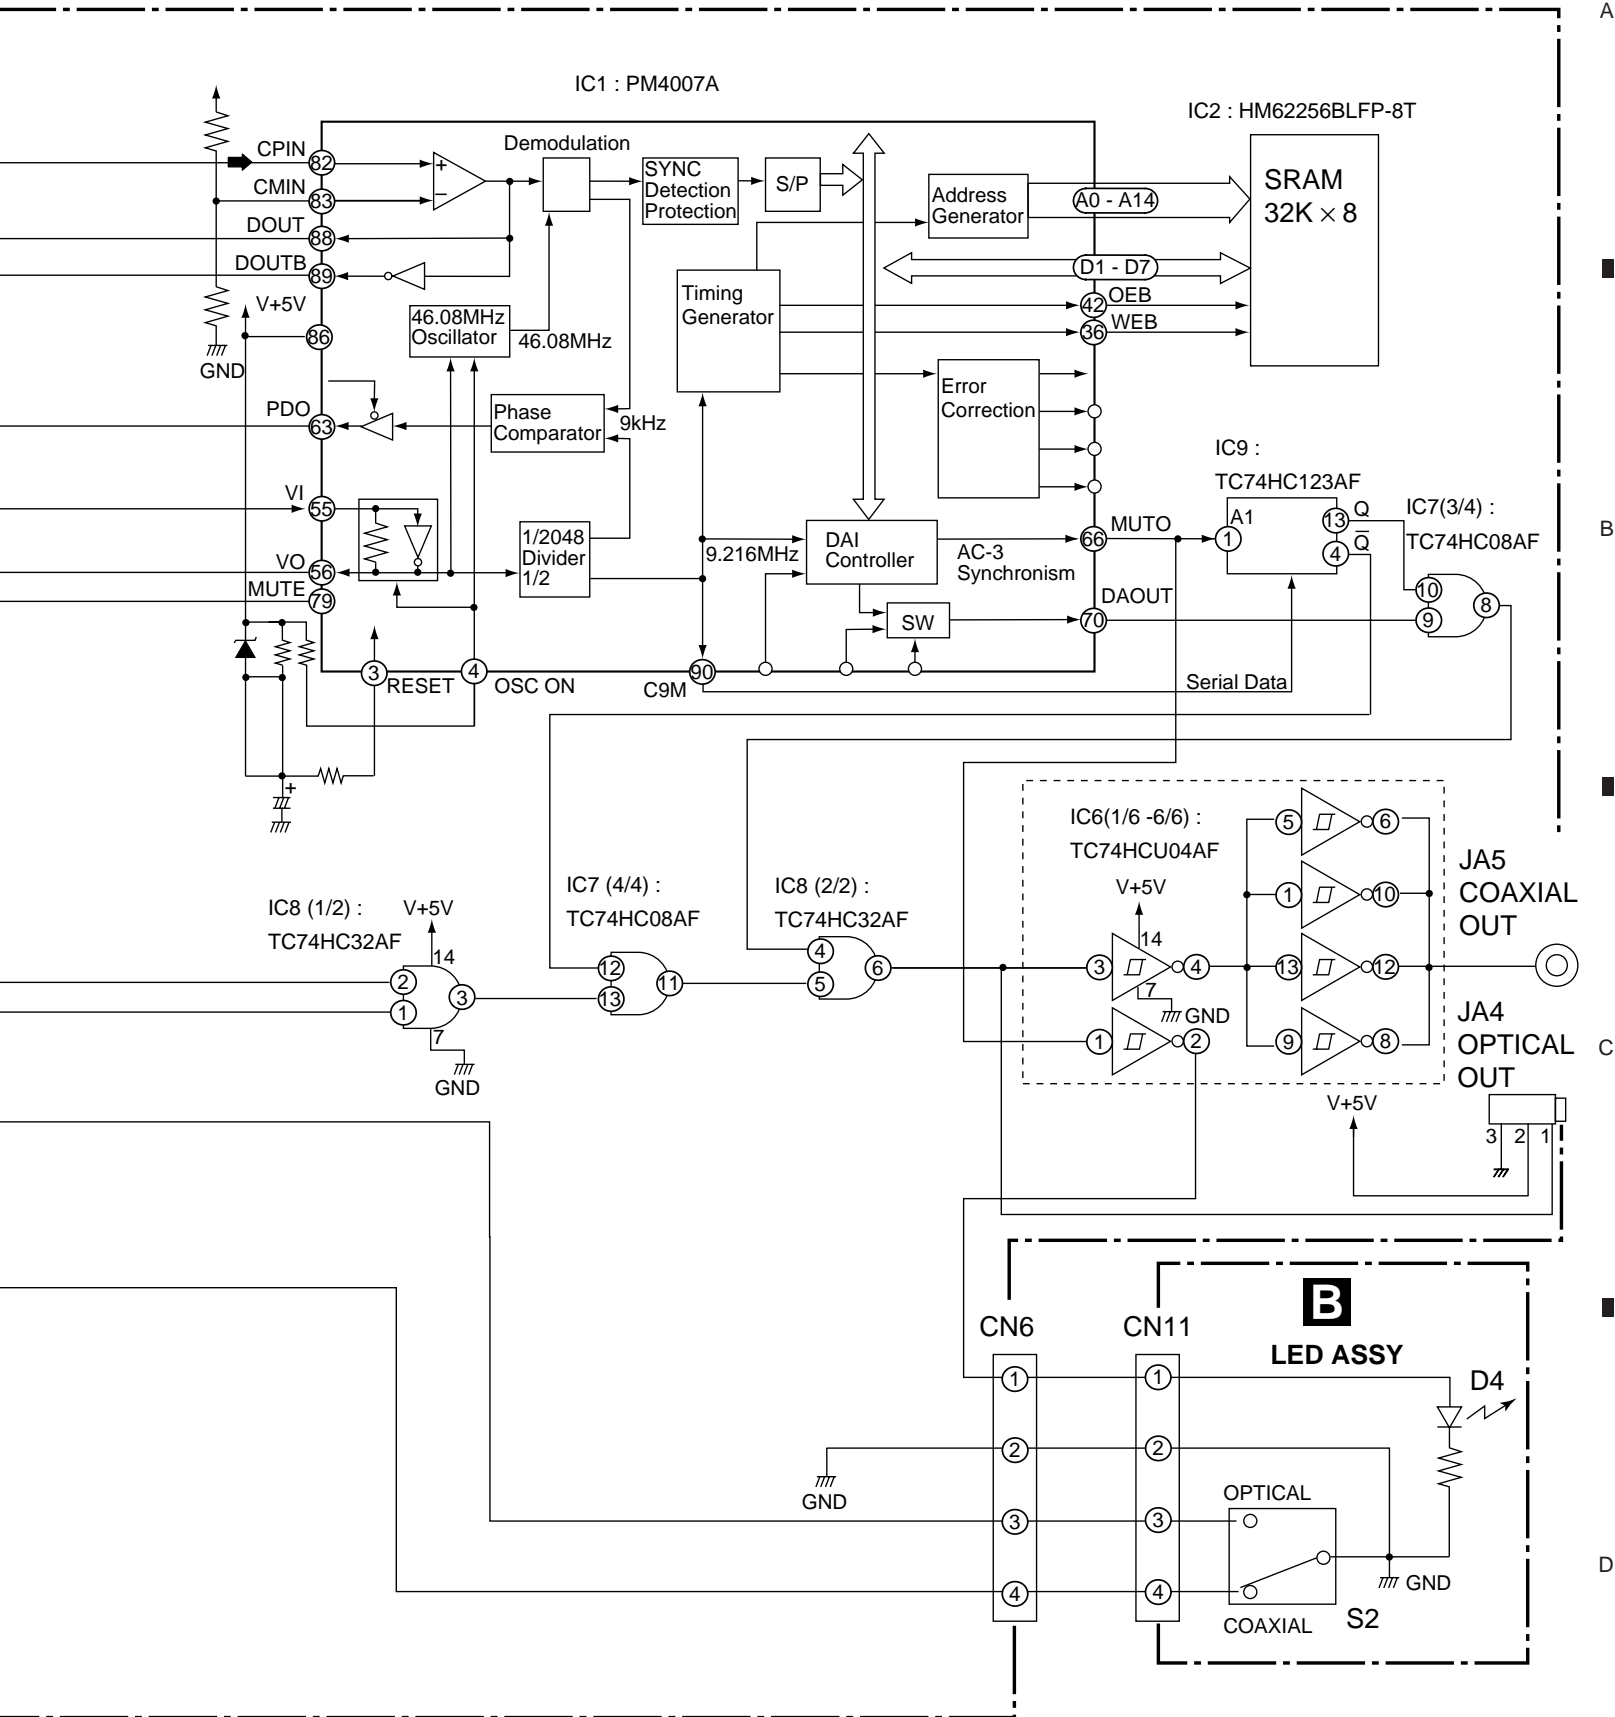 A
IC1 : PM4007A
IC2 : HM62256BLFP-8T
CPIN
82
+
Demodulation
SYNC
Detection
Protection
S/P
Address
Generator
A0 - A14
SRAM
32K × 8
CMIN
83
−
DOUT
88
DOUTB
89
D1 - D7
V+5V
86
GND
46.08MHz
Oscillator
46.08MHz
Timing
Generator
42
OEB
36
WEB
PDO
63
Phase
Comparator
9kHz
Error
Correction
IC9 :
TC74HC123AF
A1
1
13
Q
4
Q̅
IC7(3/4) :
TC74HC08AF
B
10
9
8
VI
55
VO
56
MUTE
79
1/2048
Divider
1/2
9.216MHz
DAI
Controller
AC-3
Synchronism
66
MUTO
SW
70
DAOUT
3
RESET
4
OSC ON
C9M
90
Serial Data
+
IC6(1/6 -6/6) :
TC74HCU04AF
V+5V
14
3
4
7
GND
1
2
5
6
1
10
13
12
9
8
JA5
COAXIAL
OUT
JA4
OPTICAL
OUT
C
V+5V
3
2
1
IC8 (1/2) :
TC74HC32AF
V+5V
14
2
1
3
7
GND
IC7 (4/4) :
TC74HC08AF
12
13
11
IC8 (2/2) :
TC74HC32AF
4
5
6
B
LED ASSY
CN6
CN11
1
1
D4
2
2
GND
3
3
OPTICAL
4
4
COAXIAL
S2
GND
D